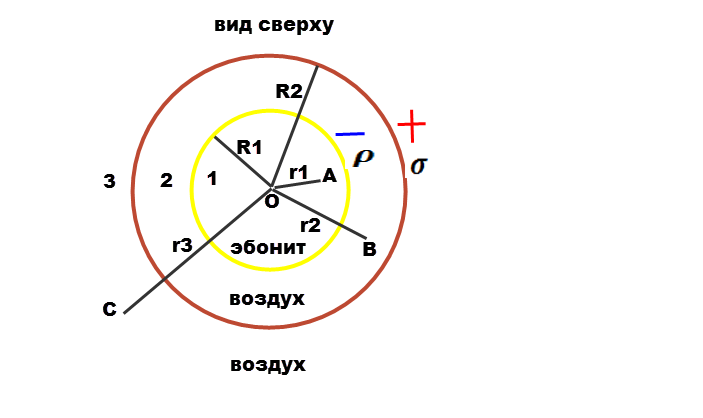 вид сверху
R2
+
−
R1
ρ
σ
3
2
1
r1
A
O
r2
r3
эбонит
B
воздух
C
воздух